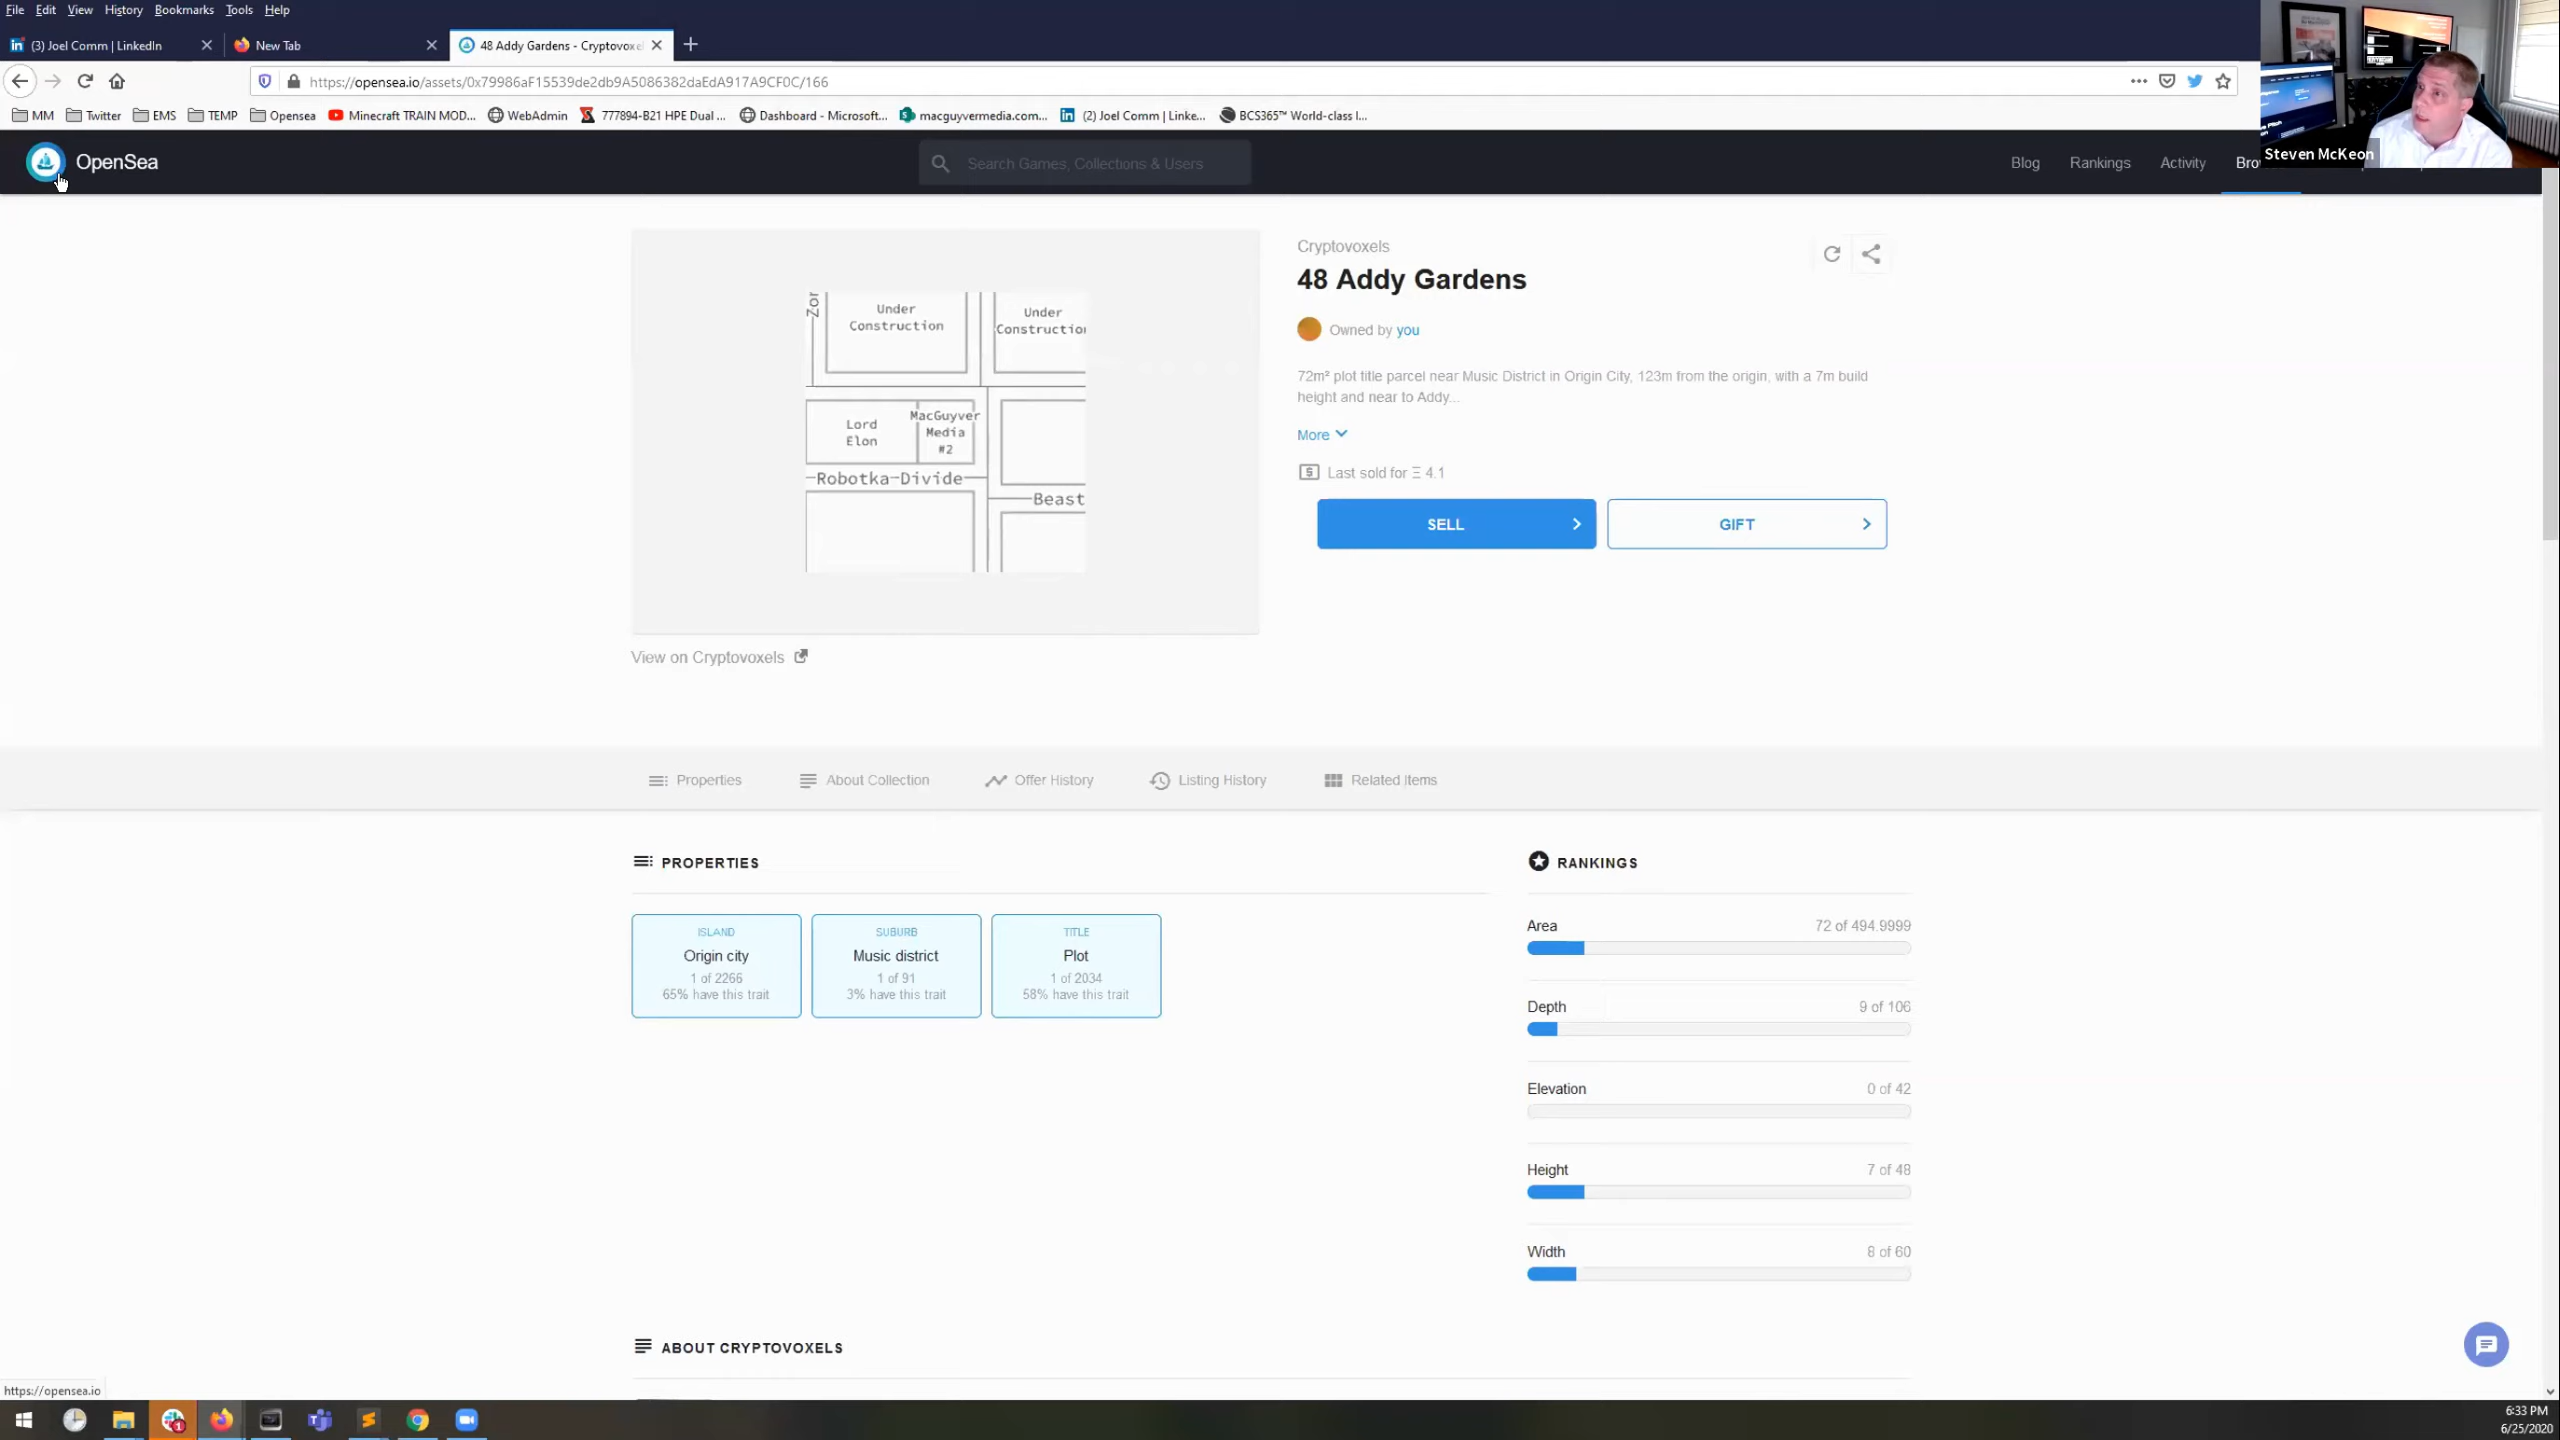 File Edit View History Bookmarks Tools Help
(3) Joel Comm | LinkedIn
New Tab
48 Addy Gardens - Cryptovoxe
https://opensea.io/assets/0x79986aF15539de2db9A5086382daEdA917A9CF0C/166
MM Twitter EMS TEMP Opensea Minecraft TRAIN MOD... WebAdmin 777894-B21 HPE Dual ... Dashboard - Microsoft... macguyvermedia.com... (2) Joel Comm | Linke... BCS365™ World-class I...
OpenSea
Search Games, Collections & Users
Blog Rankings Activity Bro
Steven McKeon
Zor
Under
Construction
Under
Construction
Lord
Elon
MacGuyver
Media
#2
Robotka-Divide
Beast
View on Cryptovoxels
Cryptovoxels
48 Addy Gardens
Owned by you
72m² plot title parcel near Music District in Origin City, 123m from the origin, with a 7m build
height and near to Addy...
More
Last sold for Ξ 4.1
SELL
GIFT
Properties About Collection Offer History Listing History Related Items
PROPERTIES
ISLAND
Origin city
1 of 2266
65% have this trait
SUBURB
Music district
1 of 91
3% have this trait
TITLE
Plot
1 of 2034
58% have this trait
RANKINGS
Area 72 of 494.9999
Depth 9 of 106
Elevation 0 of 42
Height 7 of 48
Width 8 of 60
ABOUT CRYPTOVOXELS
https://opensea.io
1
6:33 PM
6/25/2020